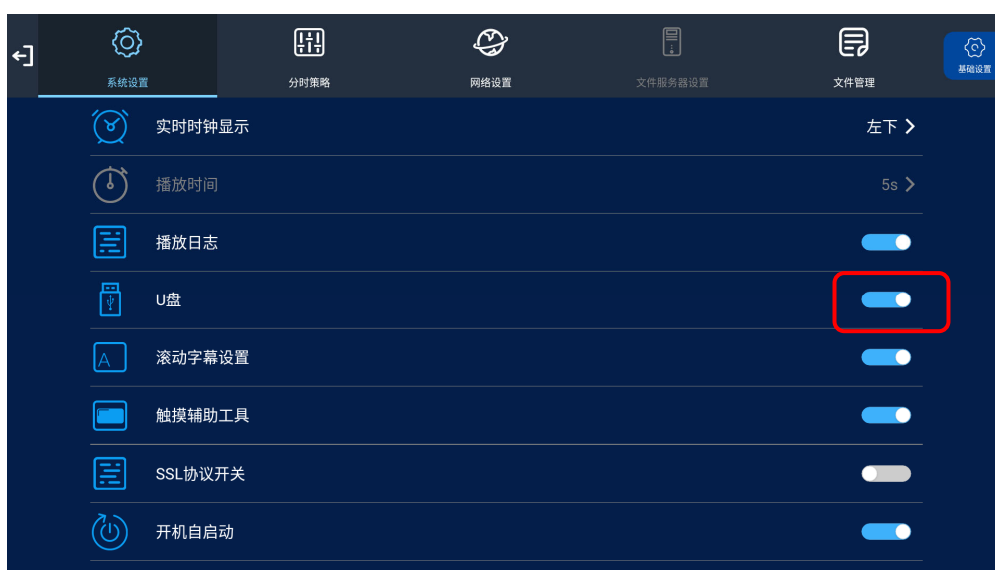 系统设置
分时策略
网络设置
文件服务器设置
文件管理
基础设置
实时时钟显示 左下
播放时间 5s
播放日志
U盘
滚动字幕设置
A
触摸辅助工具
SSL协议开关
开机自启动